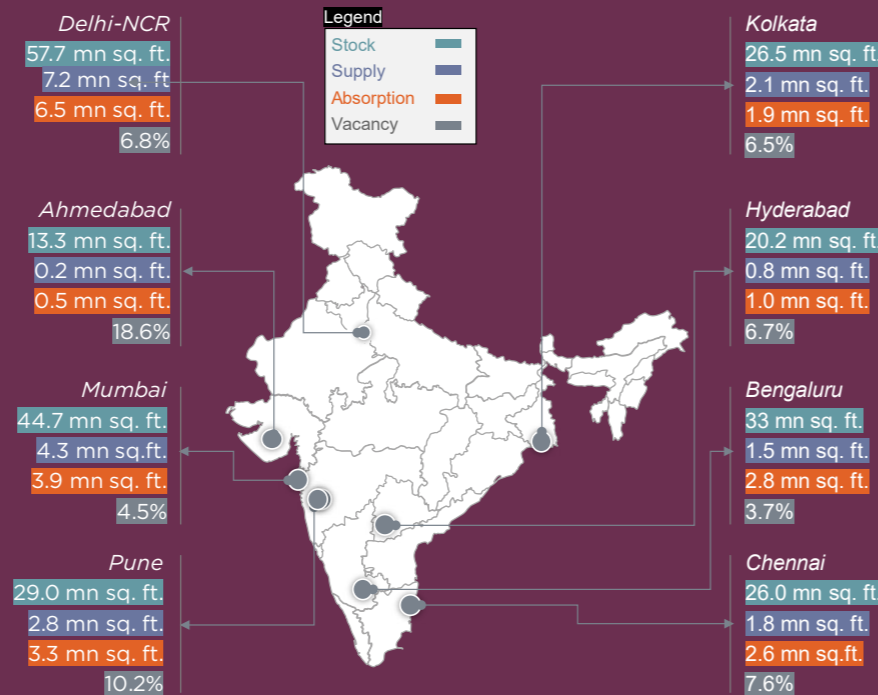 Delhi-NCR
57.7 mn sq. ft.
7.2 mn sq. ft
6.5 mn sq. ft.
6.8%
Ahmedabad
13.3 mn sq. ft.
0.2 mn sq. ft.
0.5 mn sq. ft.
18.6%
Mumbai
44.7 mn sq. ft.
4.3 mn sq.ft.
3.9 mn sq. ft.
4.5%
Pune
29.0 mn sq. ft.
2.8 mn sq. ft.
3.3 mn sq. ft.
10.2%
Legend
Stock
Supply
Absorption
Vacancy
Kolkata
26.5 mn sq. ft.
2.1 mn sq. ft.
1.9 mn sq. ft.
6.5%
Hyderabad
20.2 mn sq. ft.
0.8 mn sq. ft.
1.0 mn sq. ft.
6.7%
Bengaluru
33 mn sq. ft.
1.5 mn sq. ft.
2.8 mn sq. ft.
3.7%
Chennai
26.0 mn sq. ft.
1.8 mn sq. ft.
2.6 mn sq.ft.
7.6%